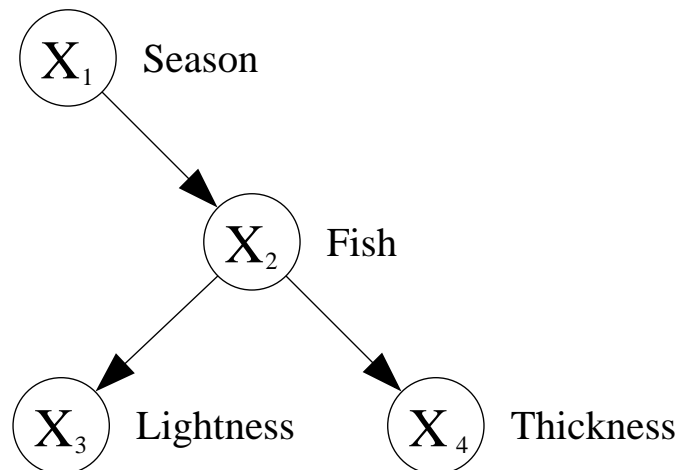 X₁ Season
X₂ Fish
X₃ Lightness
X₄ Thickness